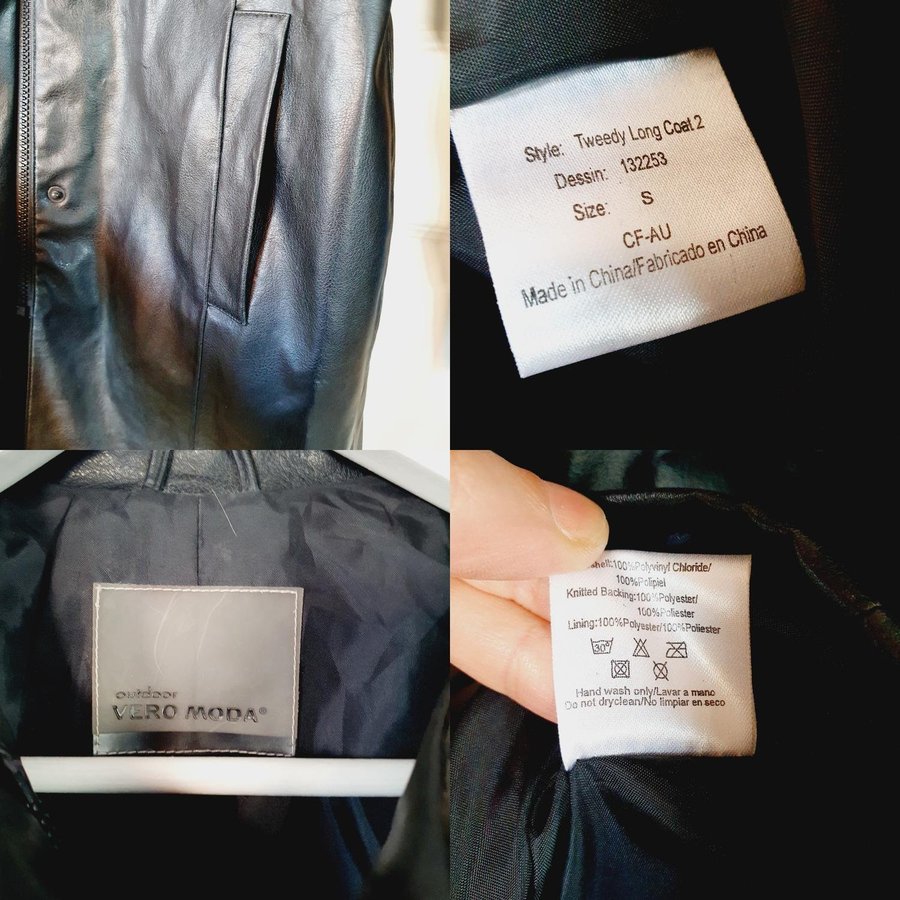 Style: Tweedy Long Coat 2
Dessin: 132253
Size: S
CF-AU
Made in China/Fabricado en China
outdoor
VERO MODA®
shell:100%Polyvinyl Chloride/
100%Polipiel
Knitted Backing:100%Polyester/
100%Poliester
Lining:100%Polyester/100%Poliester
30°
Hand wash only/Lavar a mano
Do not dryclean/No limpiar en seco